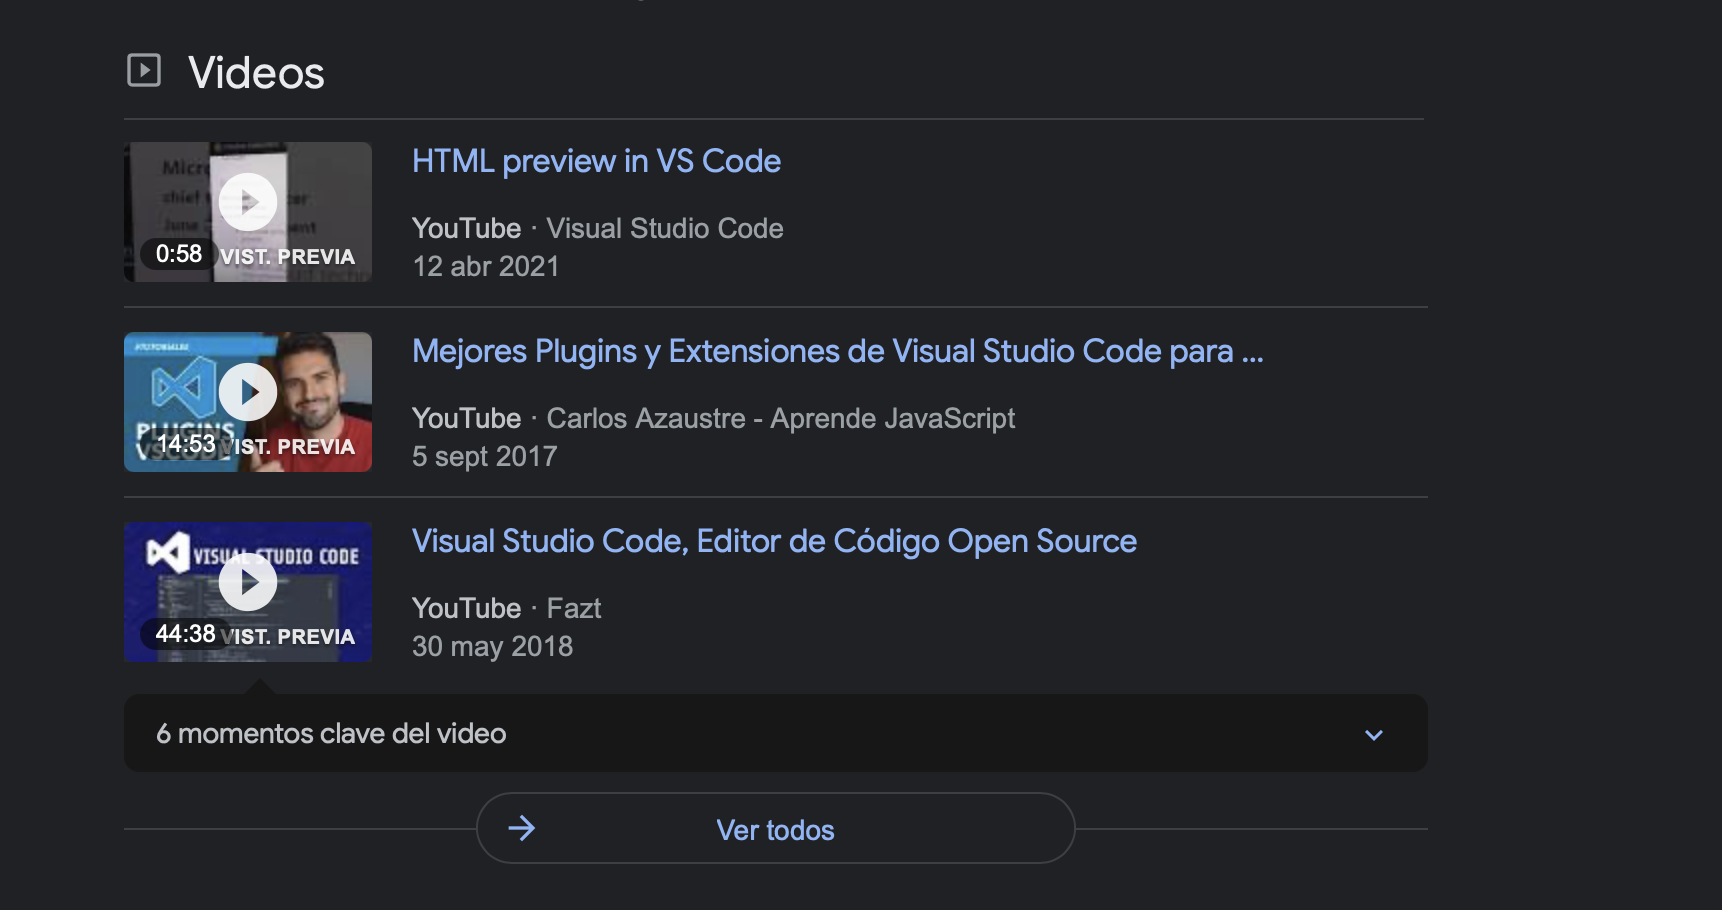 Videos
HTML preview in VS Code
YouTube · Visual Studio Code
12 abr 2021
0:58
VIST. PREVIA
Mejores Plugins y Extensiones de Visual Studio Code para ...
YouTube · Carlos Azaustre - Aprende JavaScript
5 sept 2017
#TUTORIALES
PLUGINS
VSCODE
14:53
VIST. PREVIA
Visual Studio Code, Editor de Código Open Source
YouTube · Fazt
30 may 2018
VISUAL STUDIO CODE
44:38
VIST. PREVIA
6 momentos clave del video
Ver todos